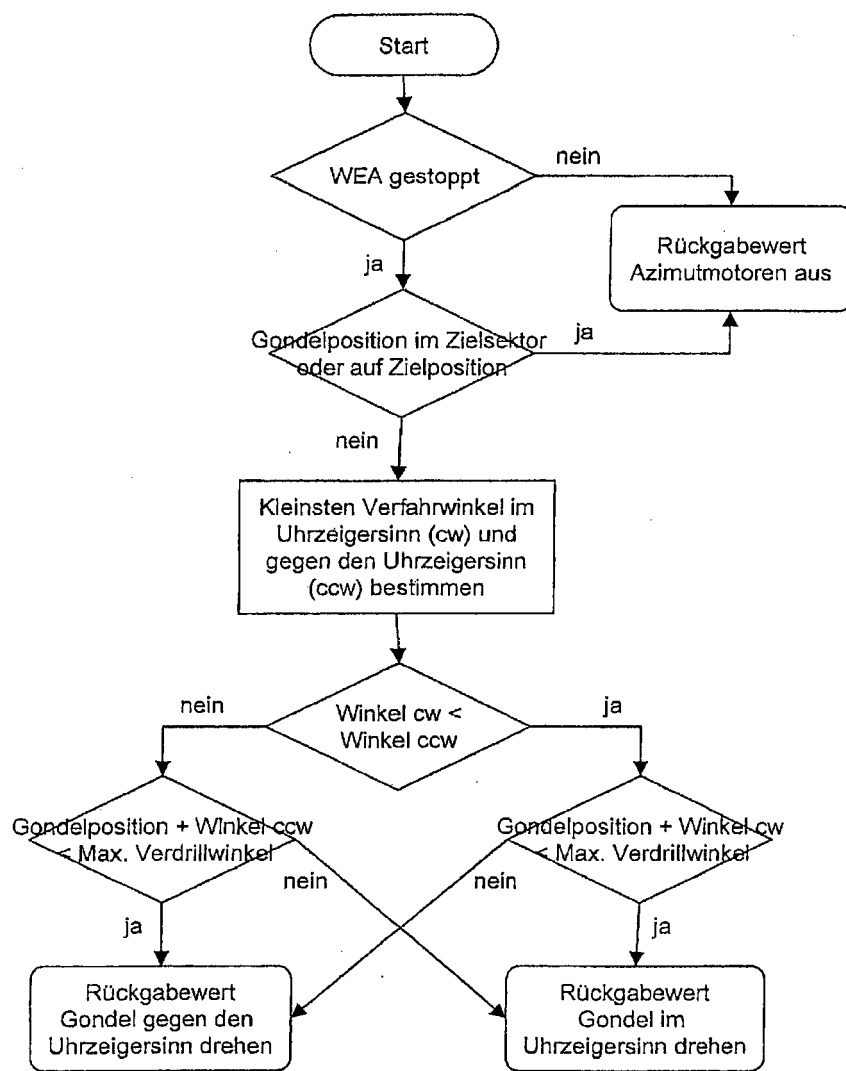 Start
WEA gestoppt
nein
Rückgabewert
Azimutmotoren aus
ja
Gondelposition im Zielsektor
oder auf Zielposition
ja
nein
Kleinsten Verfahrwinkel im
Uhrzeigersinn (cw) und
gegen den Uhrzeigersinn
(ccw) bestimmen
nein
Winkel cw <
Winkel ccw
ja
Gondelposition + Winkel ccw
< Max. Verdrillwinkel
Gondelposition + Winkel cw
< Max. Verdrillwinkel
nein
nein
ja
ja
Rückgabewert
Gondel gegen den
Uhrzeigersinn drehen
Rückgabewert
Gondel im
Uhrzeigersinn drehen